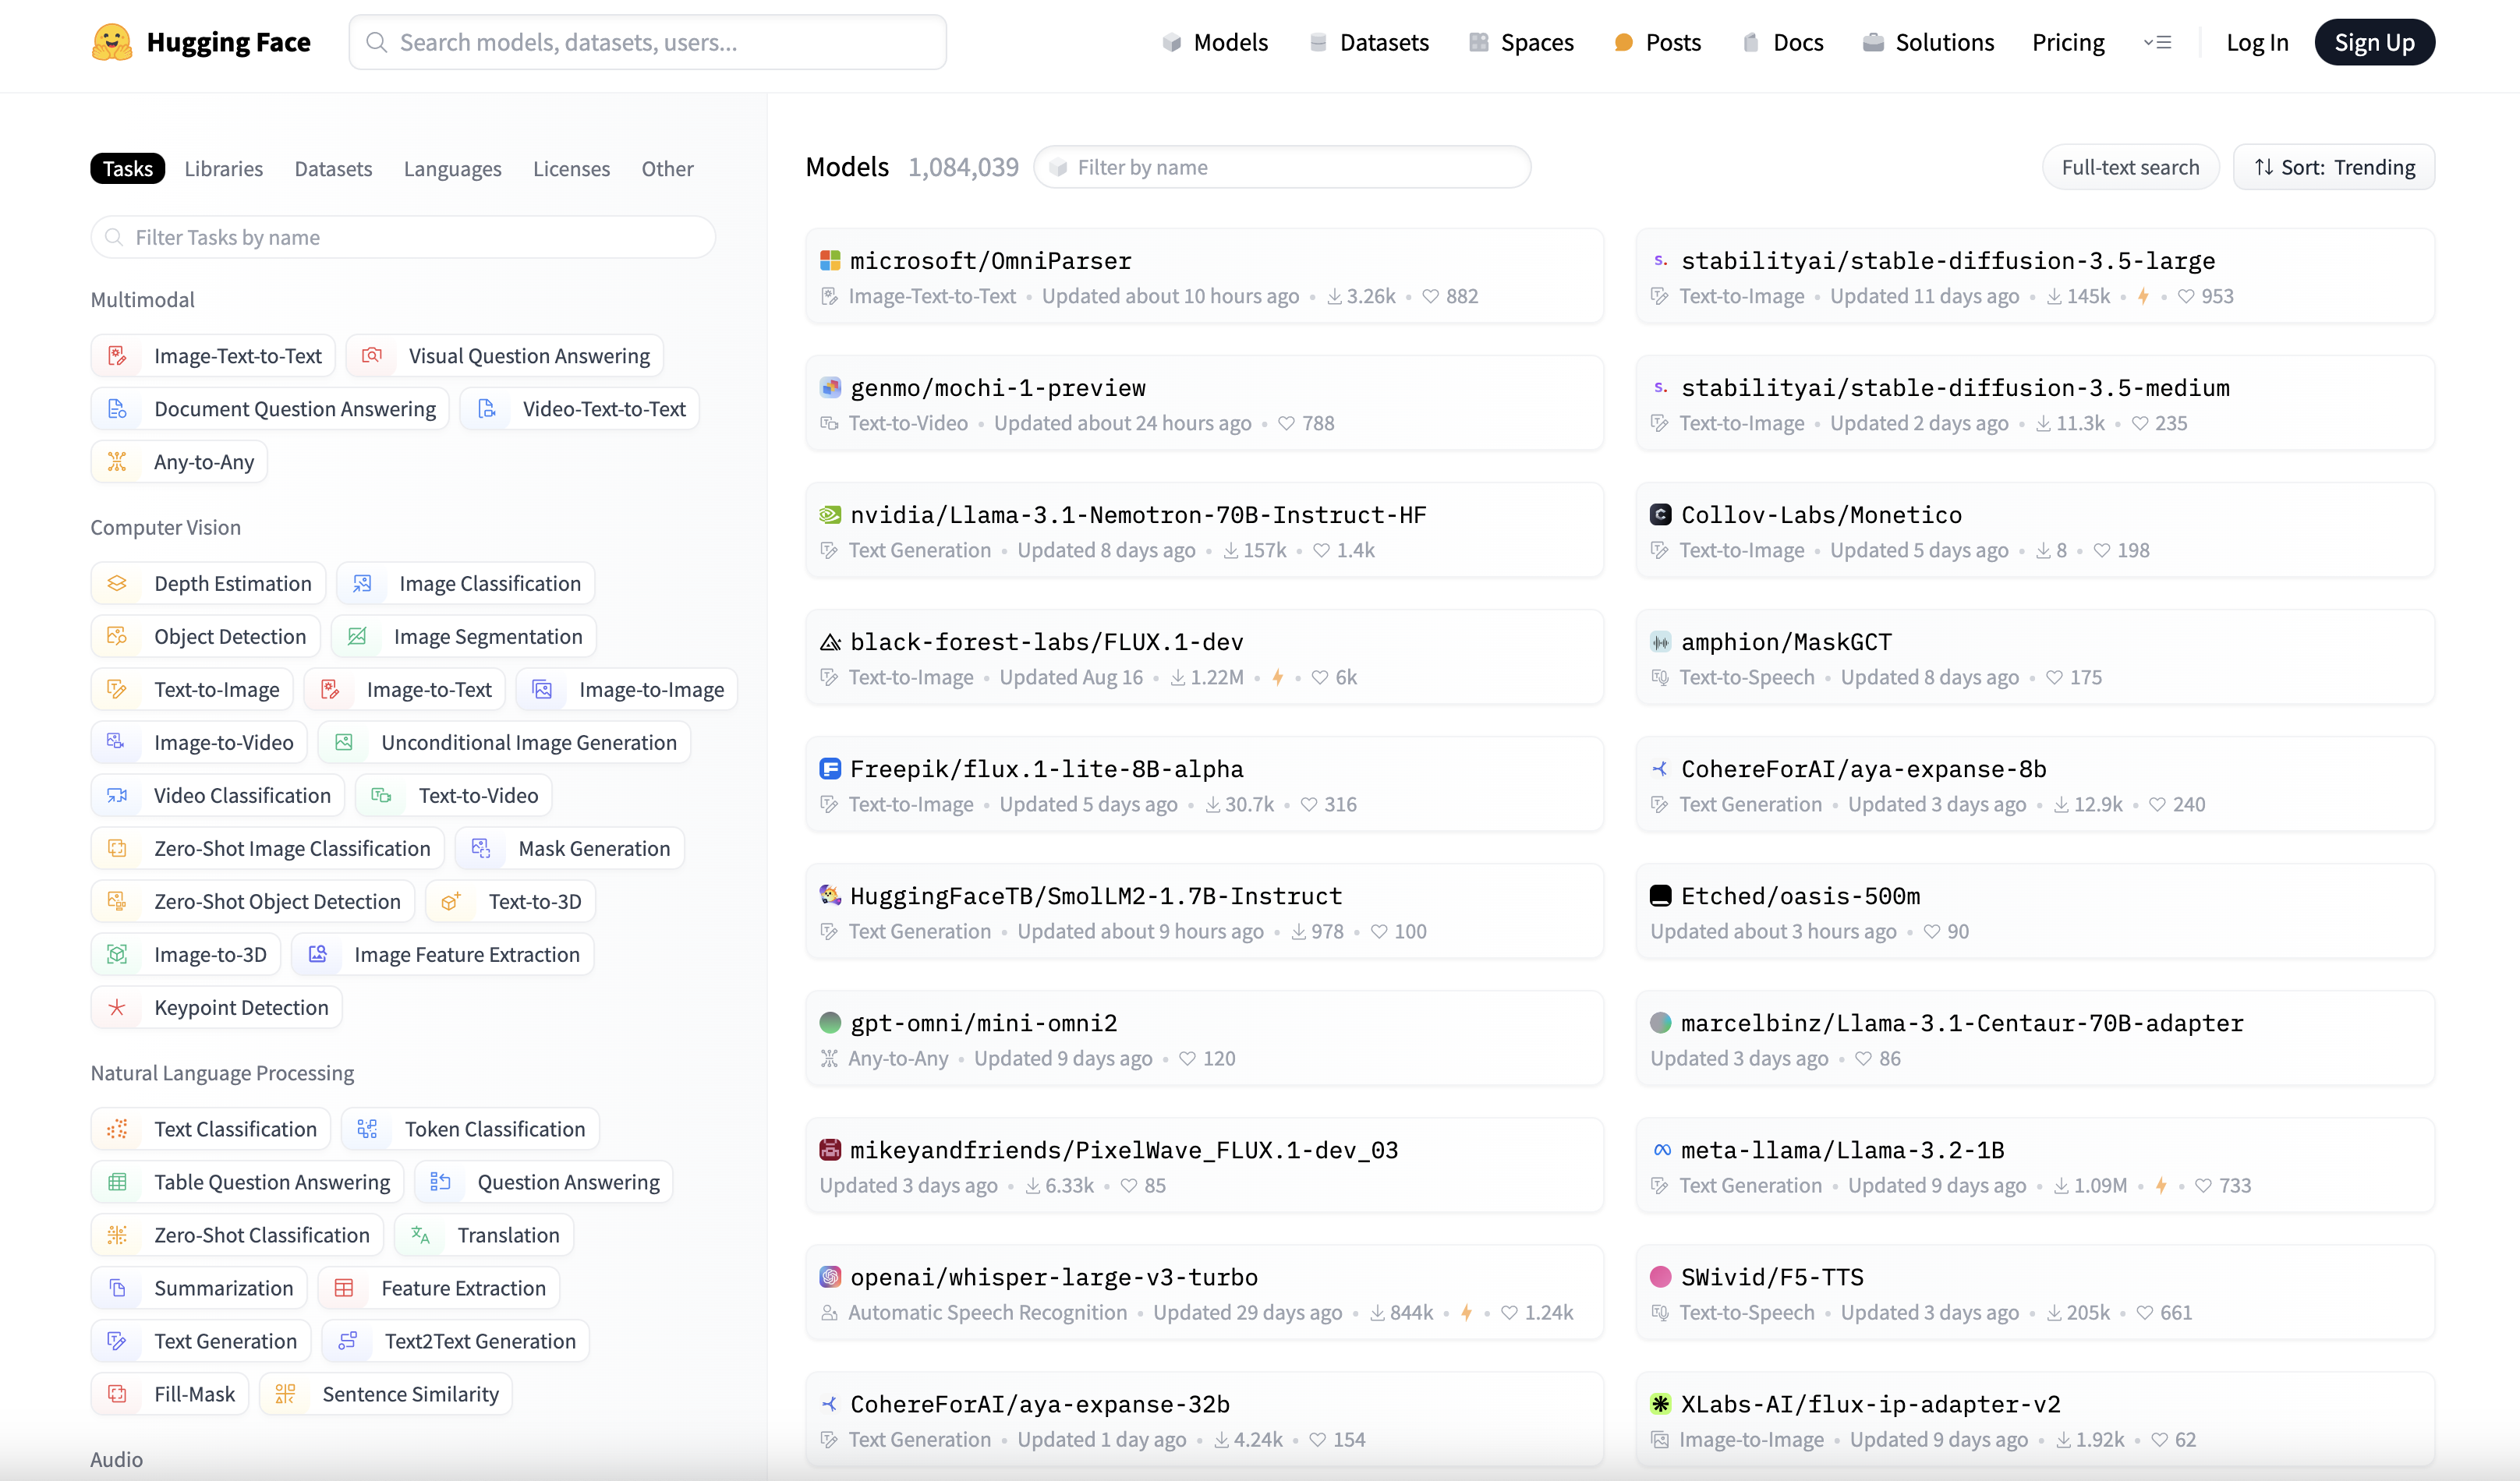 Hugging Face
Search models, datasets, users...
Models
Datasets
Spaces
Posts
Docs
Solutions
Pricing
Log In
Sign Up
Tasks
Libraries
Datasets
Languages
Licenses
Other
Filter Tasks by name
Multimodal
Image-Text-to-Text
Visual Question Answering
Document Question Answering
Video-Text-to-Text
Any-to-Any
Computer Vision
Depth Estimation
Image Classification
Object Detection
Image Segmentation
Text-to-Image
Image-to-Text
Image-to-Image
Image-to-Video
Unconditional Image Generation
Video Classification
Text-to-Video
Zero-Shot Image Classification
Mask Generation
Zero-Shot Object Detection
Text-to-3D
Image-to-3D
Image Feature Extraction
Keypoint Detection
Natural Language Processing
Text Classification
Token Classification
Table Question Answering
Question Answering
Zero-Shot Classification
Translation
Summarization
Feature Extraction
Text Generation
Text2Text Generation
Fill-Mask
Sentence Similarity
Audio
Models 1,084,039
Filter by name
Full-text search
Sort: Trending
microsoft/OmniParser
Image-Text-to-Text • Updated about 10 hours ago • 3.26k • 882
stabilityai/stable-diffusion-3.5-large
Text-to-Image • Updated 11 days ago • 145k • • 953
genmo/mochi-1-preview
Text-to-Video • Updated about 24 hours ago • 788
stabilityai/stable-diffusion-3.5-medium
Text-to-Image • Updated 2 days ago • 11.3k • 235
nvidia/Llama-3.1-Nemotron-70B-Instruct-HF
Text Generation • Updated 8 days ago • 157k • 1.4k
Collov-Labs/Monetico
Text-to-Image • Updated 5 days ago • 8 • 198
black-forest-labs/FLUX.1-dev
Text-to-Image • Updated Aug 16 • 1.22M • • 6k
amphion/MaskGCT
Text-to-Speech • Updated 8 days ago • 175
Freepik/flux.1-lite-8B-alpha
Text-to-Image • Updated 5 days ago • 30.7k • 316
CohereForAI/aya-expanse-8b
Text Generation • Updated 3 days ago • 12.9k • 240
HuggingFaceTB/SmolLM2-1.7B-Instruct
Text Generation • Updated about 9 hours ago • 978 • 100
Etched/oasis-500m
Updated about 3 hours ago • 90
gpt-omni/mini-omni2
Any-to-Any • Updated 9 days ago • 120
marcelbinz/Llama-3.1-Centaur-70B-adapter
Updated 3 days ago • 86
mikeyandfriends/PixelWave_FLUX.1-dev_03
Updated 3 days ago • 6.33k • 85
meta-llama/Llama-3.2-1B
Text Generation • Updated 9 days ago • 1.09M • • 733
openai/whisper-large-v3-turbo
Automatic Speech Recognition • Updated 29 days ago • 844k • • 1.24k
SWivid/F5-TTS
Text-to-Speech • Updated 3 days ago • 205k • 661
CohereForAI/aya-expanse-32b
Text Generation • Updated 1 day ago • 4.24k • 154
XLabs-AI/flux-ip-adapter-v2
Image-to-Image • Updated 9 days ago • 1.92k • 62